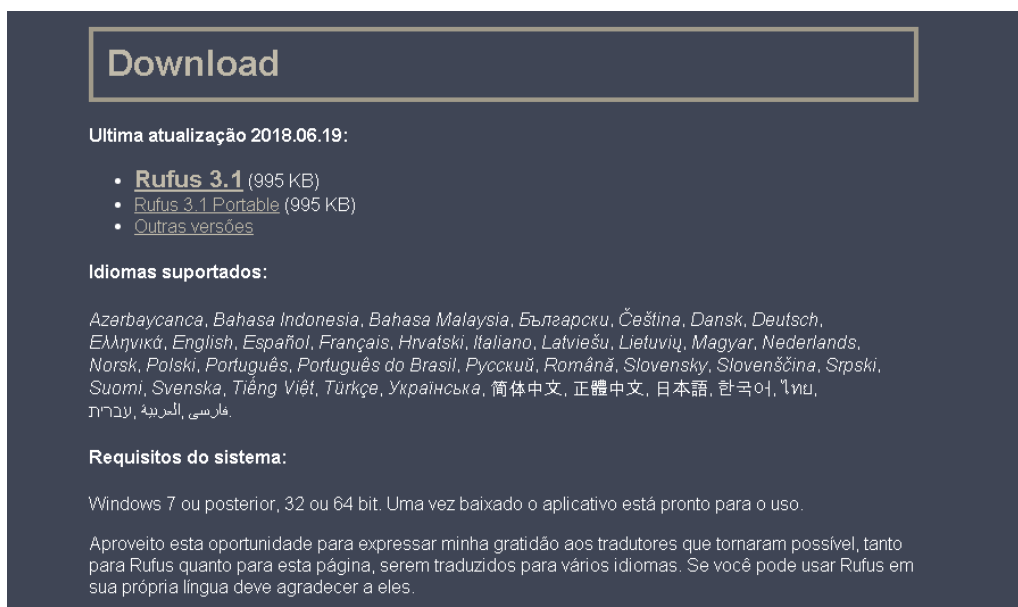 Download
Ultima atualização 2018.06.19:
• Rufus 3.1 (995 KB)
• Rufus 3.1 Portable (995 KB)
• Outras versões
Idiomas suportados:
Azərbaycanca, Bahasa Indonesia, Bahasa Malaysia, Български, Čeština, Dansk, Deutsch,
Ελληνικά, English, Español, Français, Hrvatski, Italiano, Latviešu, Lietuvių, Magyar, Nederlands,
Norsk, Polski, Português, Português do Brasil, Русский, Română, Slovensky, Slovenščina, Srpski,
Suomi, Svenska, Tiếng Việt, Türkçe, Українська, 简体中文, 正體中文, 日本語, 한국어, ไทย,
עברית, العربية, فارسی.
Requisitos do sistema:
Windows 7 ou posterior, 32 ou 64 bit. Uma vez baixado o aplicativo está pronto para o uso.
Aproveito esta oportunidade para expressar minha gratidão aos tradutores que tornaram possível, tanto
para Rufus quanto para esta página, serem traduzidos para vários idiomas. Se você pode usar Rufus em
sua própria língua deve agradecer a eles.